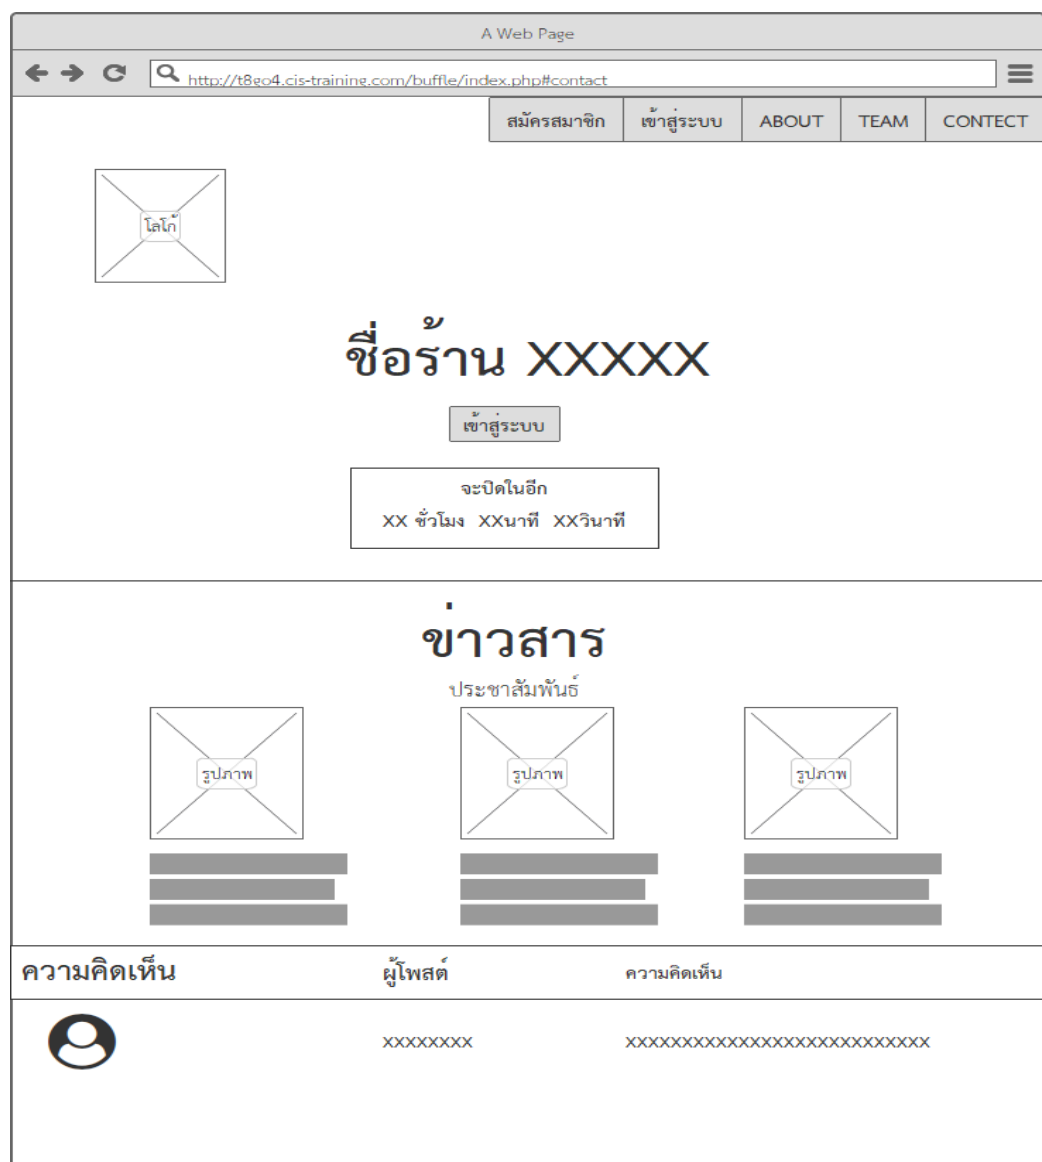 A Web Page
http://t8go4.cis-training.com/buffle/index.php#contact
สมัครสมาชิก เข้าสู่ระบบ ABOUT TEAM CONTECT
โลโก้
ชื่อร้าน XXXXX
เข้าสู่ระบบ
จะปิดในอีก
XX ชั่วโมง XXนาที XXวินาที
ข่าวสาร
ประชาสัมพันธ์
รูปภาพ รูปภาพ รูปภาพ
ความคิดเห็น ผู้โพสต์ ความคิดเห็น
XXXXXXXX XXXXXXXXXXXXXXXXXXXXXXXXXXX